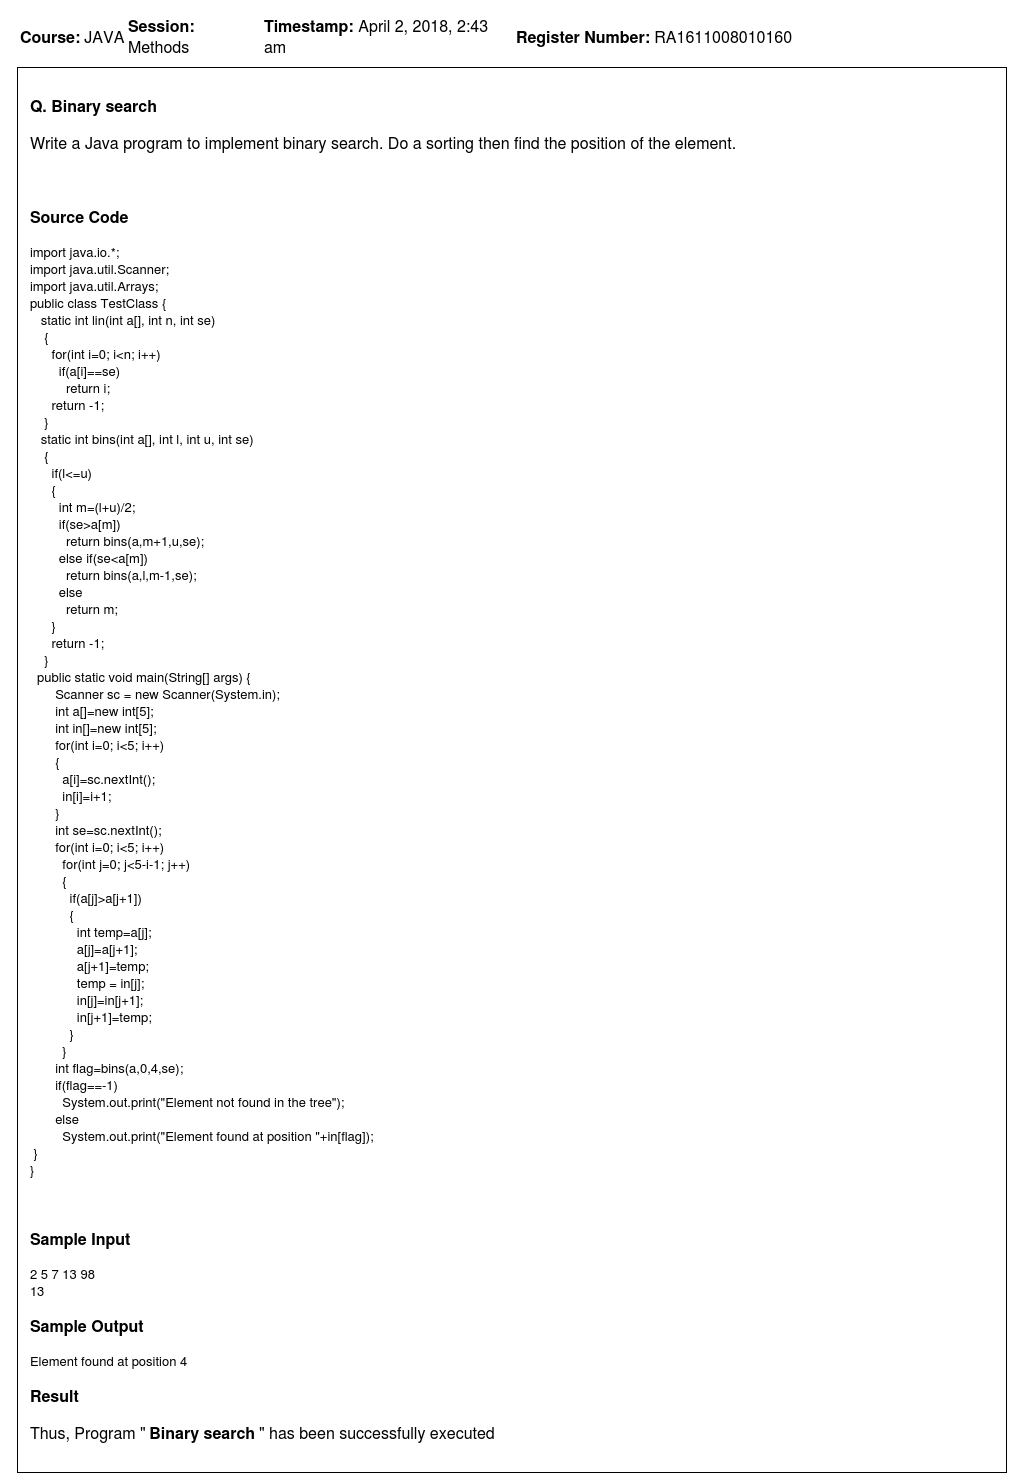 Course: JAVA Session: Methods Timestamp: April 2, 2018, 2:43 am Register Number: RA1611008010160
Q. Binary search
Write a Java program to implement binary search. Do a sorting then find the position of the element.
Source Code
import java.io.*;
import java.util.Scanner;
import java.util.Arrays;
public class TestClass {
static int lin(int a[], int n, int se)
{
for(int i=0; i<n; i++)
if(a[i]==se)
return i;
return -1;
}
static int bins(int a[], int l, int u, int se)
{
if(l<=u)
{
int m=(l+u)/2;
if(se>a[m])
return bins(a,m+1,u,se);
else if(se<a[m])
return bins(a,l,m-1,se);
else
return m;
}
return -1;
}
public static void main(String[] args) {
Scanner sc = new Scanner(System.in);
int a[]=new int[5];
int in[]=new int[5];
for(int i=0; i<5; i++)
{
a[i]=sc.nextInt();
in[i]=i+1;
}
int se=sc.nextInt();
for(int i=0; i<5; i++)
for(int j=0; j<5-i-1; j++)
{
if(a[j]>a[j+1])
{
int temp=a[j];
a[j]=a[j+1];
a[j+1]=temp;
temp = in[j];
in[j]=in[j+1];
in[j+1]=temp;
}
}
int flag=bins(a,0,4,se);
if(flag==-1)
System.out.print("Element not found in the tree");
else
System.out.print("Element found at position "+in[flag]);
}
}
Sample Input
2 5 7 13 98
13
Sample Output
Element found at position 4
Result
Thus, Program " Binary search " has been successfully executed